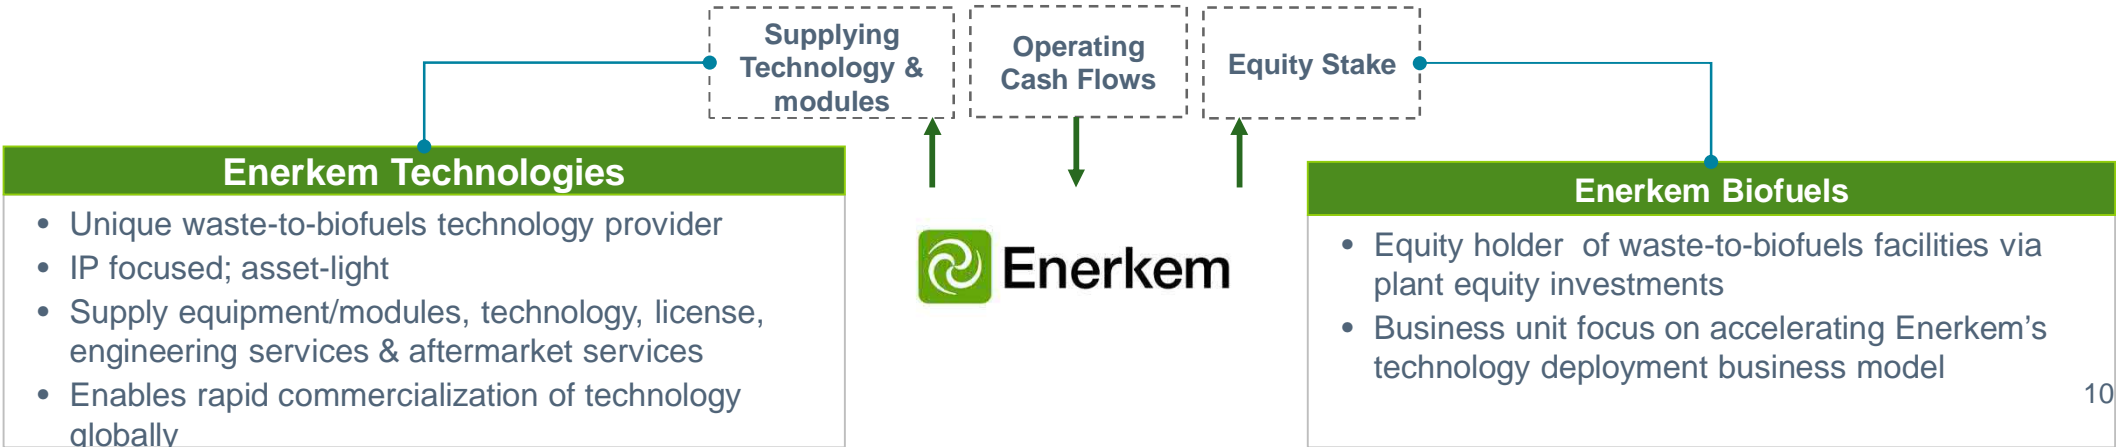 Supplying
Technology &
modules
Operating
Cash Flows
Equity Stake
Enerkem Technologies
• Unique waste-to-biofuels technology provider
• IP focused; asset-light
• Supply equipment/modules, technology, license,
engineering services & aftermarket services
• Enables rapid commercialization of technology
globally
Enerkem
Enerkem Biofuels
• Equity holder of waste-to-biofuels facilities via
plant equity investments
• Business unit focus on accelerating Enerkem’s
technology deployment business model
10